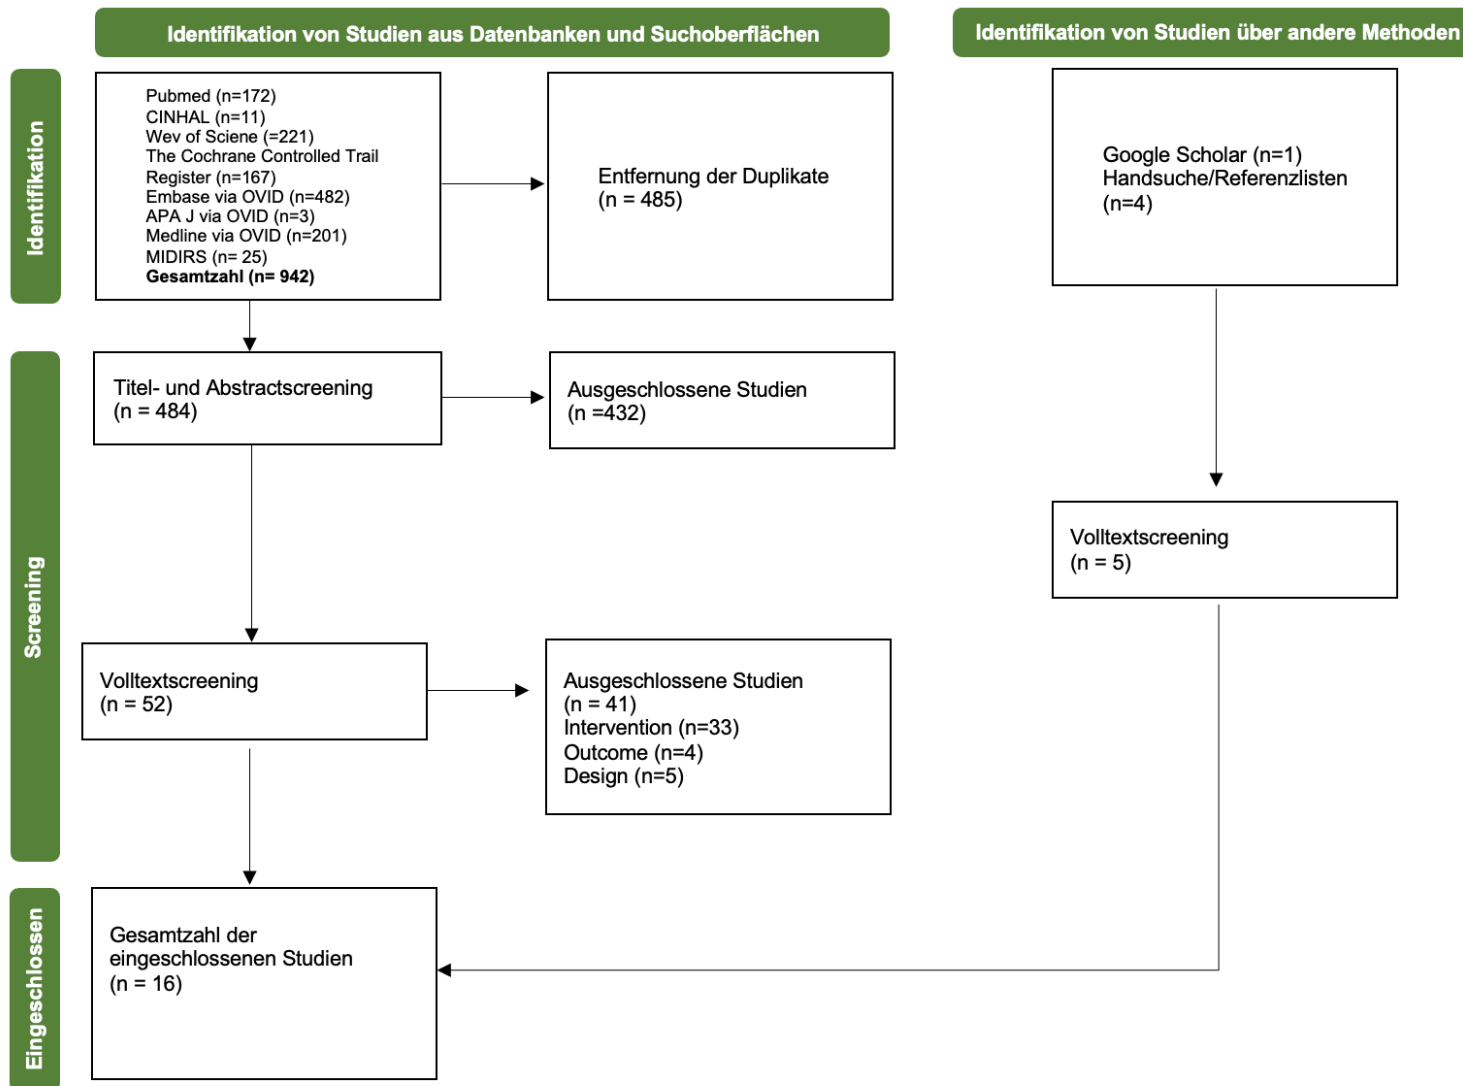 Identifikation von Studien aus Datenbanken und Suchoberflächen
Identifikation von Studien über andere Methoden
Identifikation
Pubmed (n=172)
CINHAL (n=11)
Wev of Sciene (=221)
The Cochrane Controlled Trail
Register (n=167)
Embase via OVID (n=482)
APA J via OVID (n=3)
Medline via OVID (n=201)
MIDIRS (n= 25)
Gesamtzahl (n= 942)
Entfernung der Duplikate
(n = 485)
Google Scholar (n=1)
Handsuche/Referenzlisten
(n=4)
Screening
Titel- und Abstractscreening
(n = 484)
Ausgeschlossene Studien
(n =432)
Volltextscreening
(n = 5)
Volltextscreening
(n = 52)
Ausgeschlossene Studien
(n = 41)
Intervention (n=33)
Outcome (n=4)
Design (n=5)
Eingeschlossen
Gesamtzahl der
eingeschlossenen Studien
(n = 16)